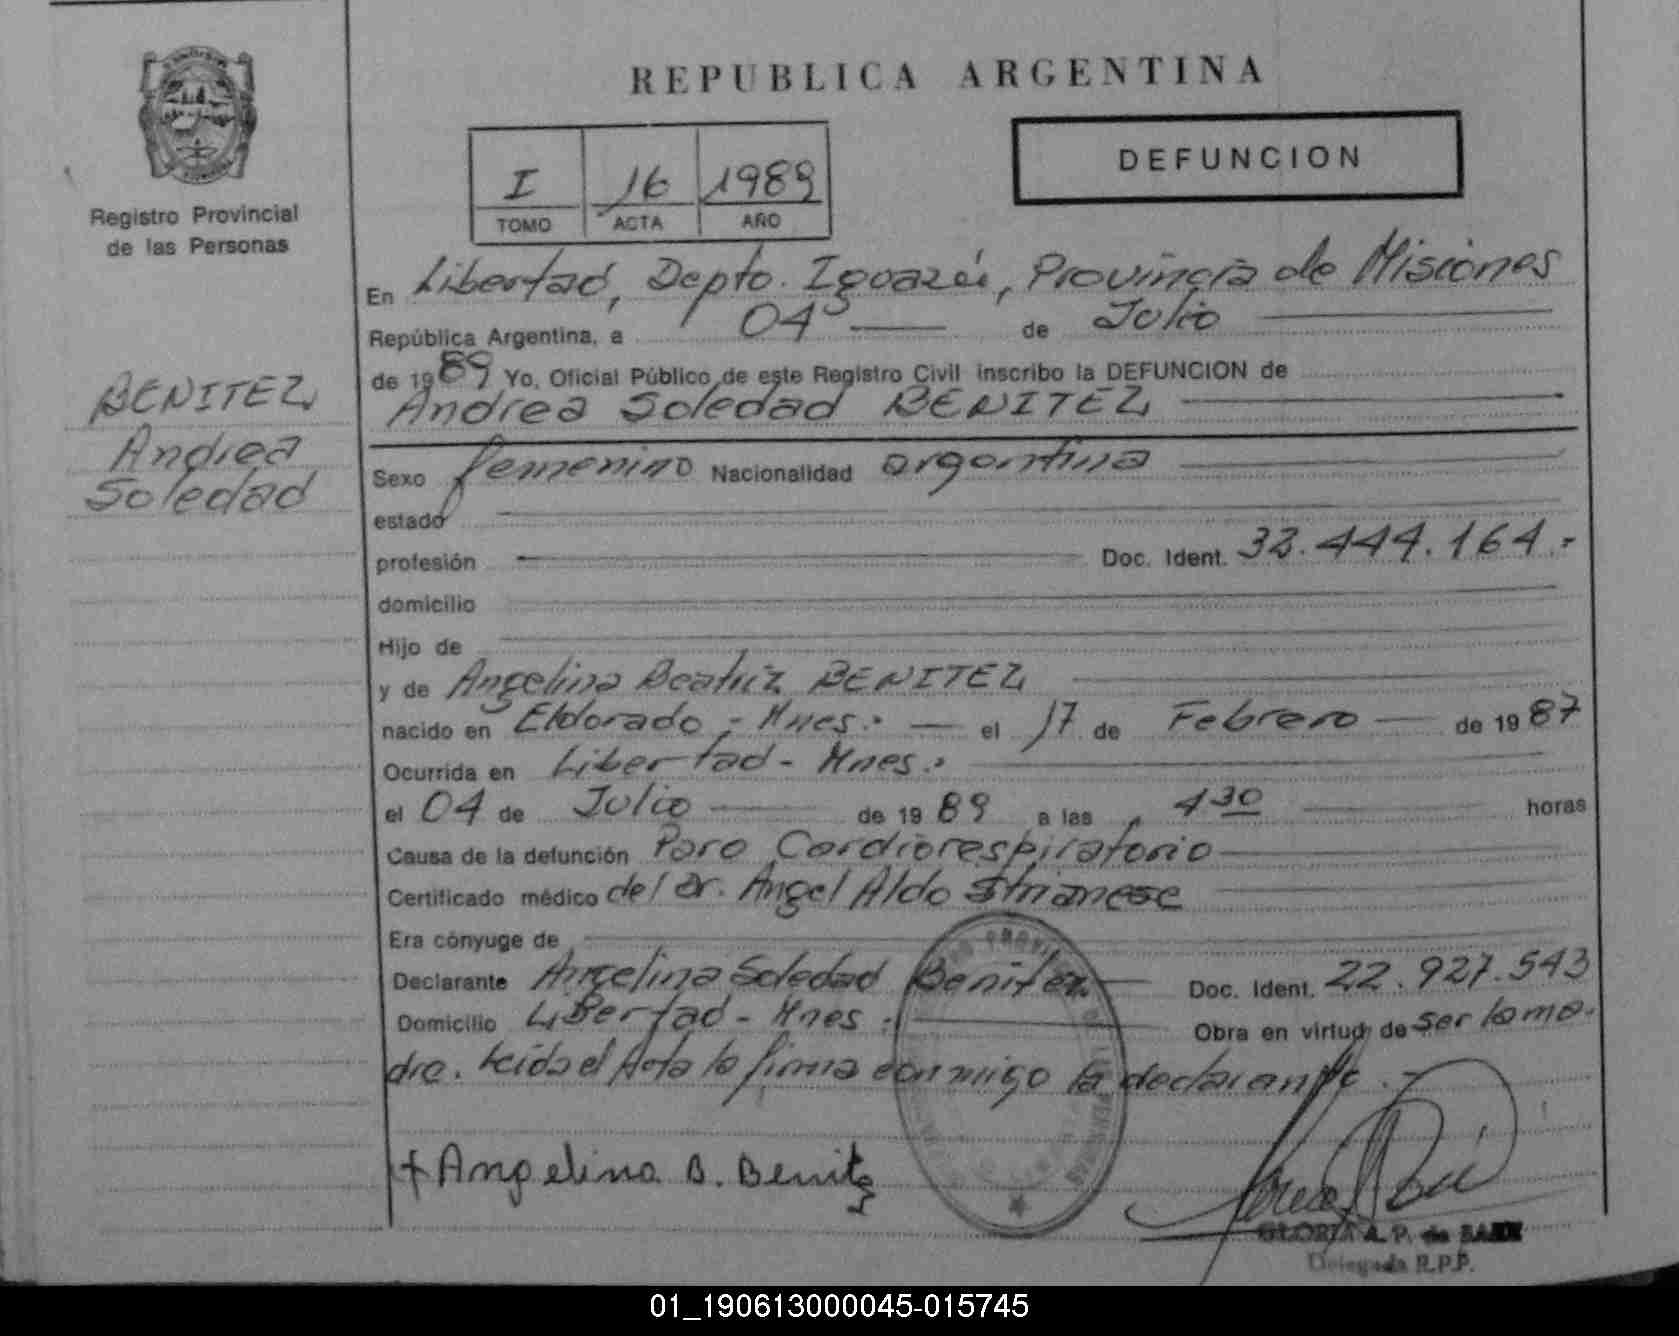 REPUBLICA ARGENTINA
DEFUNCION
I 16 1989
TOMO ACTA AÑO
Registro Provincial
de las Personas
BENITEZ
Andrea
Soledad
En Libertad, Depto. Iguazú, Provincia de Misiones
República Argentina, a 04 de Julio
de 1989 Yo, Oficial Público de este Registro Civil inscribo la DEFUNCION de
Andrea Soledad BENITEZ
Sexo femenino Nacionalidad argentina
estado
profesión Doc. Ident. 32.444.164.-
domicilio
Hijo de
y de Angelina Beatriz BENITEZ
nacido en Eldorado - Mnes. el 17 de Febrero de 1987
Ocurrida en Libertad - Mnes.
el 04 de Julio de 1989 a las 4 30 horas
Causa de la defunción Paro Cardiorespiratorio
Certificado médico del Dr. Angel Aldo Strianese
Era cónyuge de
Declarante Angelina Soledad Benitez Doc. Ident. 22.927.543
Domicilio Libertad - Mnes. Obra en virtud de ser la ma-
dre. Leida el Acta la firma conmigo la declarante.-
+ Angelina B. Benitez
GLORIA A. P. de
Delegada R.P.P.
01_190613000045-015745